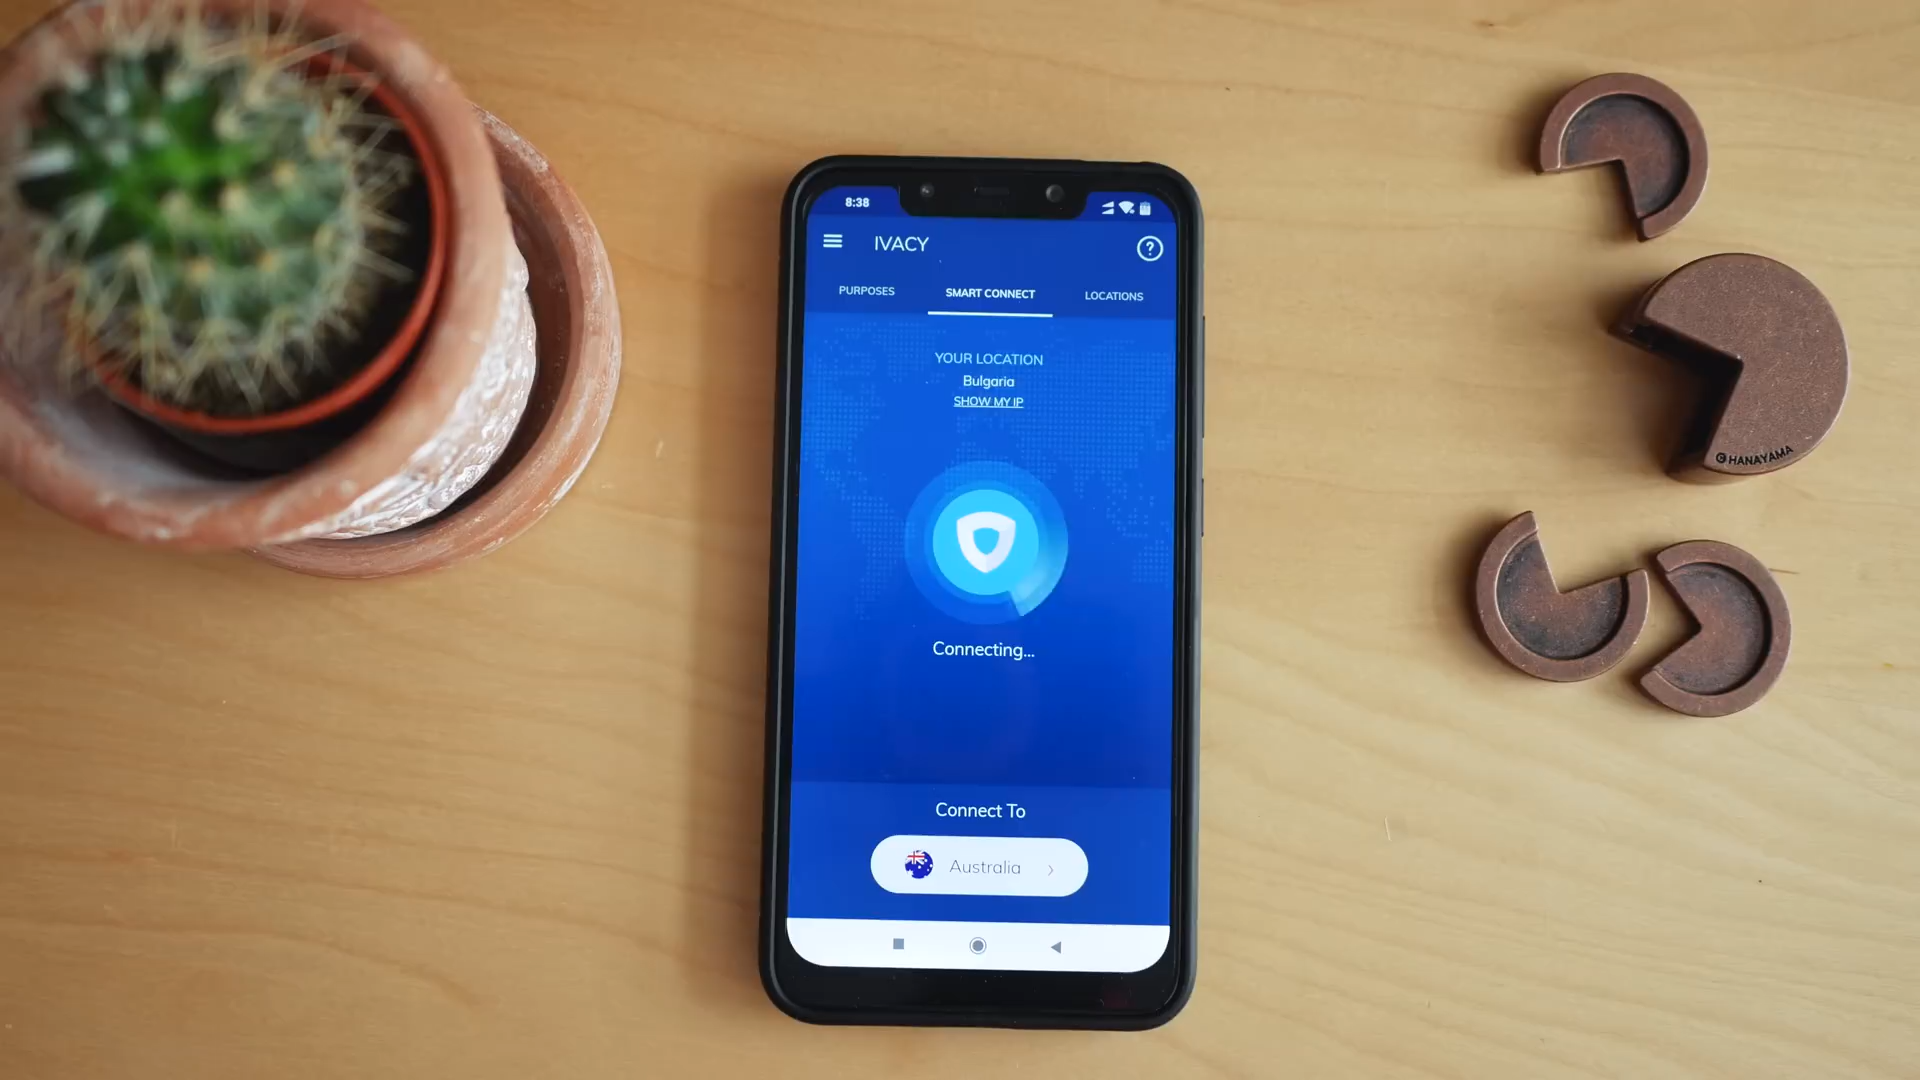 8:38
IVACY
?
PURPOSES
SMART CONNECT
LOCATIONS
YOUR LOCATION
Bulgaria
SHOW MY IP
Connecting...
Connect To
Australia
HANAYAMA